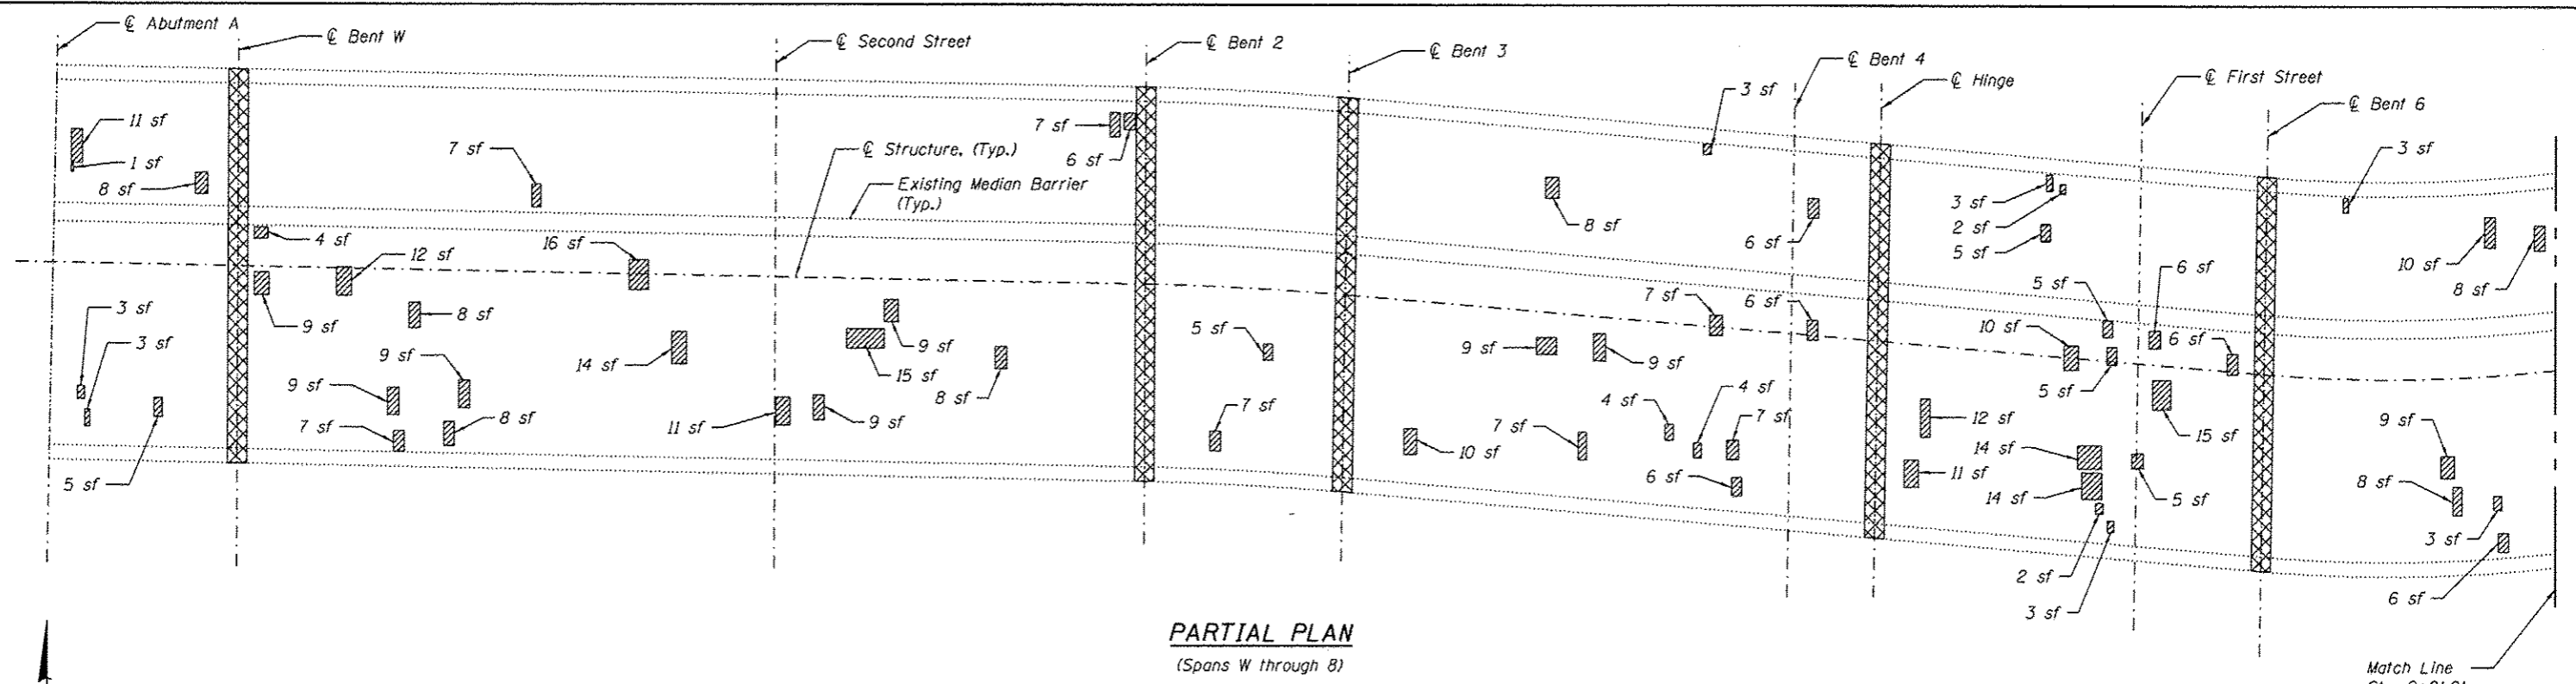 ℄ Abutment A
℄ Bent W
℄ Second Street
℄ Bent 2
℄ Bent 3
℄ Bent 4
℄ Hinge
℄ First Street
℄ Bent 6
11 sf
1 sf
8 sf
7 sf
7 sf
6 sf
℄ Structure, (Typ.)
Existing Median Barrier
(Typ.)
3 sf
8 sf
6 sf
3 sf
2 sf
5 sf
3 sf
10 sf
8 sf
4 sf
12 sf
16 sf
9 sf
8 sf
3 sf
3 sf
5 sf
9 sf
9 sf
7 sf
8 sf
14 sf
9 sf
15 sf
8 sf
11 sf
9 sf
5 sf
7 sf
7 sf
6 sf
9 sf
9 sf
4 sf
4 sf
10 sf
7 sf
7 sf
6 sf
5 sf
6 sf
10 sf
5 sf
6 sf
12 sf
15 sf
14 sf
11 sf
14 sf
5 sf
2 sf
3 sf
9 sf
8 sf
3 sf
6 sf
PARTIAL PLAN
(Spans W through 8)
Match Line